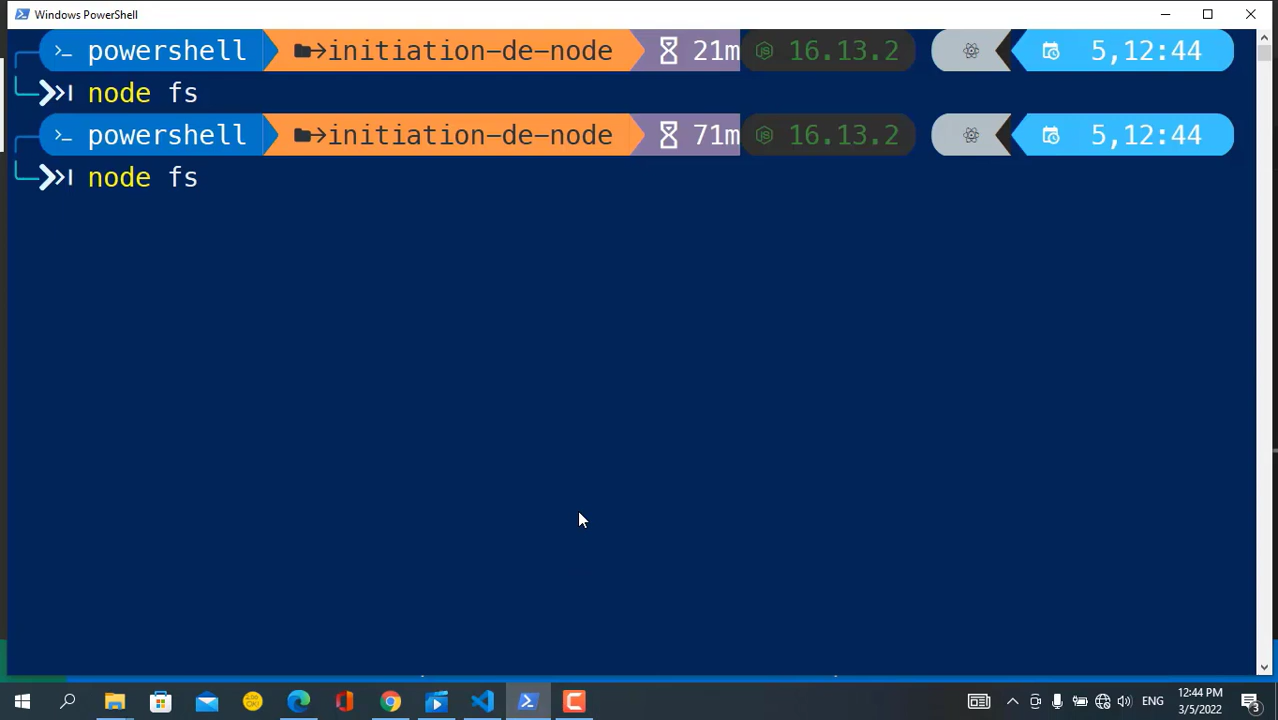 Windows PowerShell
powershell initiation-de-node 21m 16.13.2 5,12:44
node fs
powershell initiation-de-node 71m 16.13.2 5,12:44
node fs
ENG
12:44 PM
3/5/2022
3